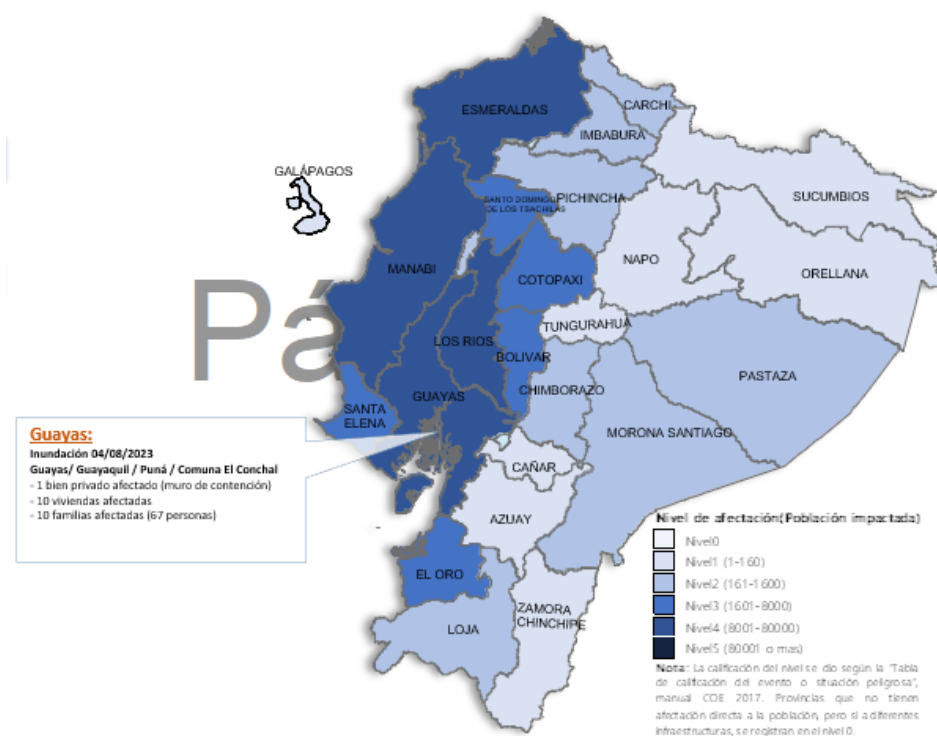 ESMERALDAS
CARCHI
IMBABURA
GALÁPAGOS
SANTO DOMINGO
DE LOS TSACHILAS
PICHINCHA
SUCUMBIOS
MANABI
COTOPAXI
NAPO
ORELLANA
Pá
TUNGURAHUA
LOS RIOS
BOLIVAR
PASTAZA
GUAYAS
CHIMBORAZO
SANTA
ELENA
MORONA SANTIAGO
Guayas:
Inundación 04/08/2023
Guayas/ Guayaquil / Puná / Comuna El Conchal
- 1 bien privado afectado (muro de contención)
- 10 viviendas afectadas
- 10 familias afectadas (67 personas)
CAÑAR
AZUAY
EL ORO
ZAMORA
CHINCHIPE
LOJA
Nivel de afectación(Población impactada)
Nivel0
Nivel1 (1-160)
Nivel2 (161-1600)
Nivel3 (1601-8000)
Nivel4 (8001-80000)
Nivel5 (80001 o mas)
Nota: La calificación del nivel se dio según la "Tabla
de calificación del evento o situación peligrosa",
manual COE 2017. Provincias que no tienen
afectación directa a la población, pero si a diferentes
infraestructuras, se registran en el nivel 0.